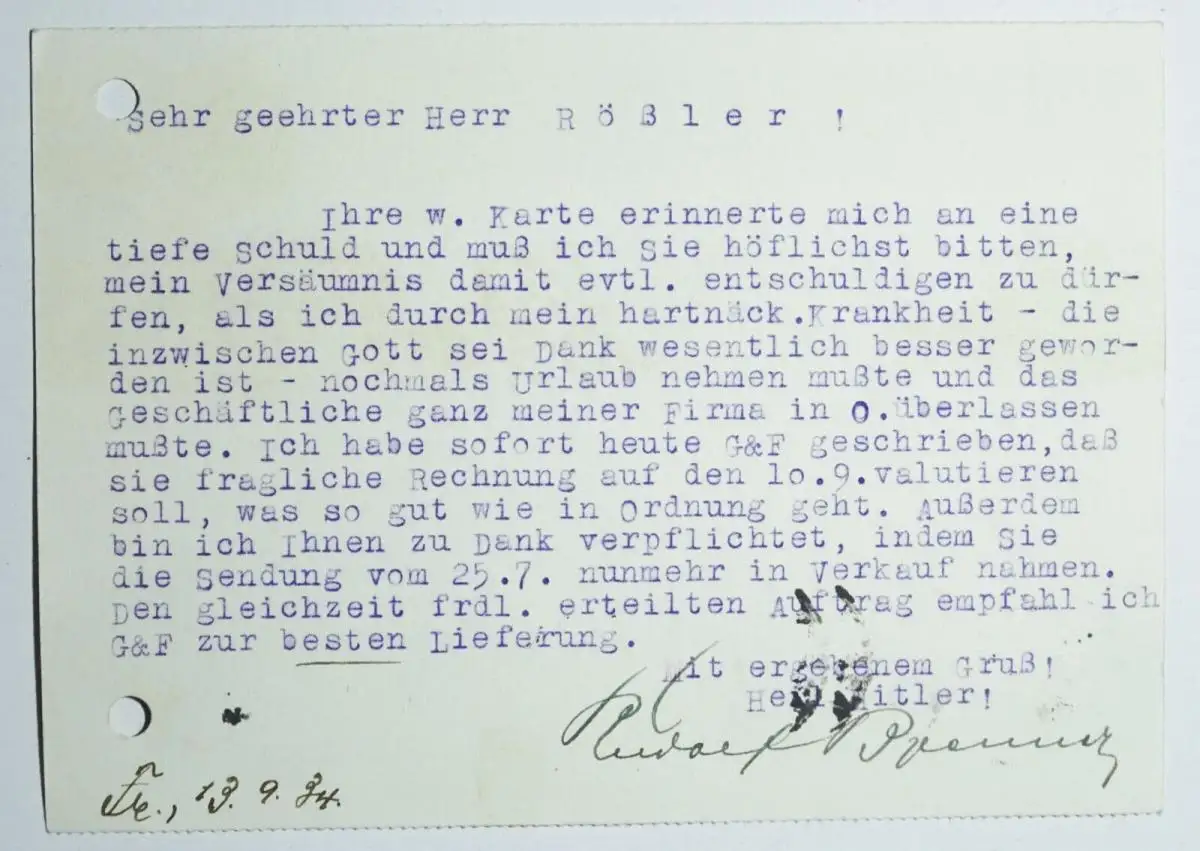 Sehr geehrter Herr R ö ß l e r !
Ihre w. Karte erinnerte mich an eine
tiefe Schuld und muß ich Sie höflichst bitten,
mein Versäumnis damit evtl. entschuldigen zu dür-
fen, als ich durch mein hartnäck.Krankheit - die
inzwischen Gott sei Dank wesentlich besser gewor-
den ist - nochmals Urlaub nehmen mußte und das
Geschäftliche ganz meiner Firma in O.überlassen
mußte. Ich habe sofort heute G&F geschrieben,daß
sie fragliche Rechnung auf den lo.9.valutieren
soll, was so gut wie in Ordnung geht. Außerdem
bin ich Ihnen zu Dank verpflichtet, indem Sie
die Sendung vom 25.7. nunmehr in Verkauf nahmen.
Den gleichzeit frdl. erteilten Auftrag empfahl ich
G&F zur besten Lieferung.
Mit ergebenem Gruß!
Heil Hitler!
Rudolf
Fr., 13. 9. 34.